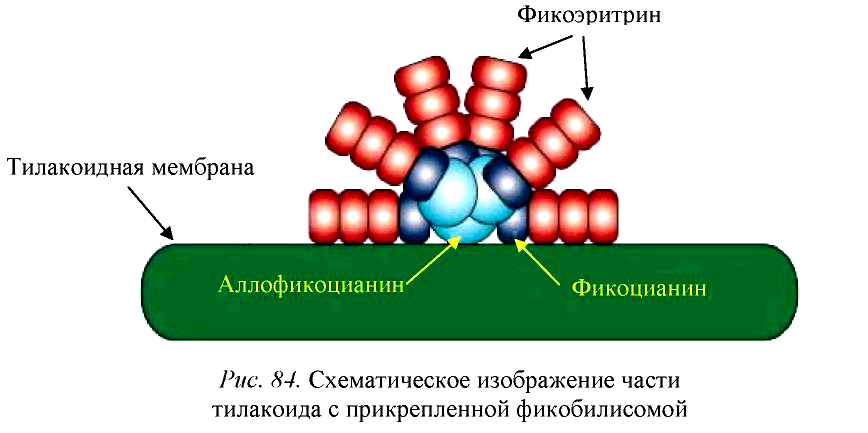 Фикоэритрин
Тилакоидная мембрана
Аллофикоцианин
Фикоцианин
Рис. 84. Схематическое изображение части
тилакоида с прикрепленной фикобилисомой